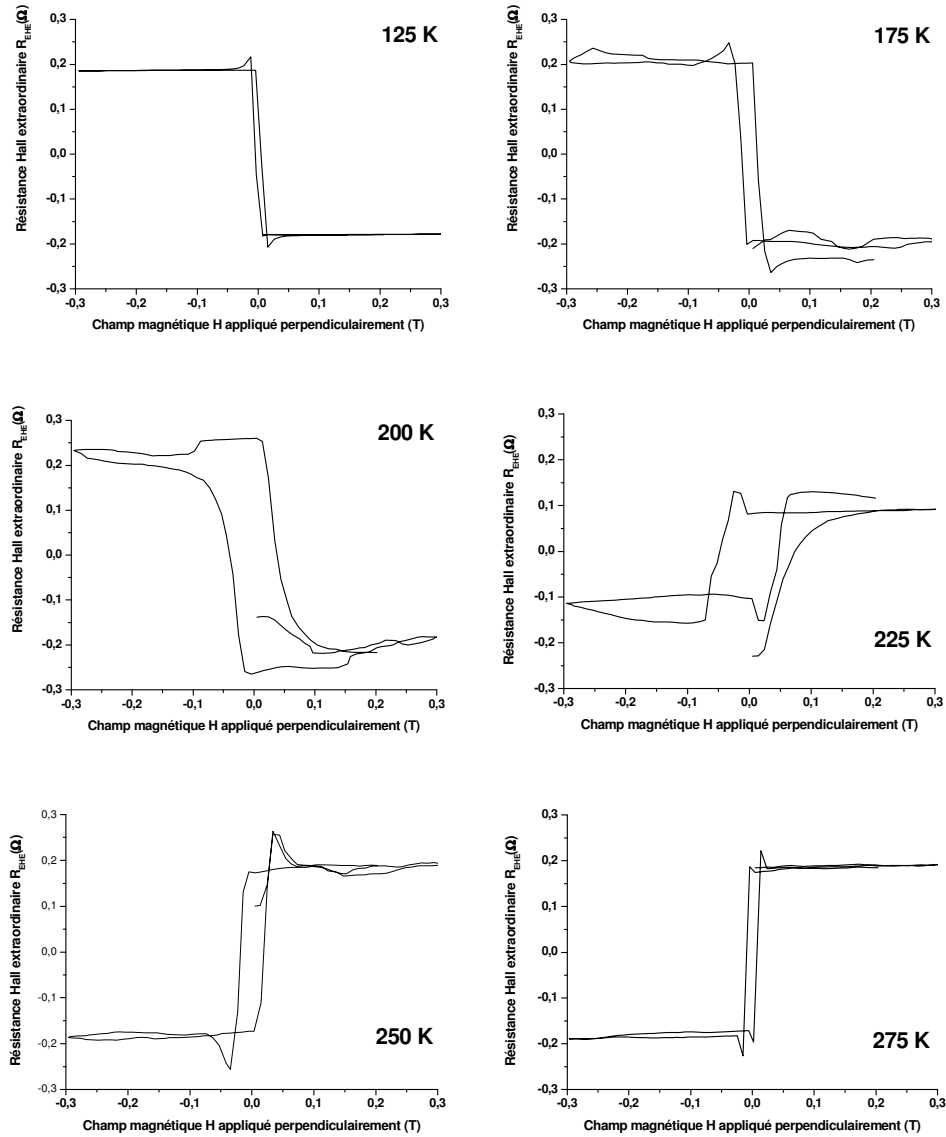 125 K
Résistance Hall extraordinaire R_EHE(Ω)
0,3
0,2
0,1
0,0
-0,1
-0,2
-0,3
-0,3 -0,2 -0,1 0,0 0,1 0,2 0,3
Champ magnétique H appliqué perpendiculairement (T)
175 K
Résistance Hall extraordinaire R_EHE(Ω)
0,3
0,2
0,1
0,0
-0,1
-0,2
-0,3
-0,3 -0,2 -0,1 0,0 0,1 0,2 0,3
Champ magnétique H appliqué perpendiculairement (T)
200 K
Résistance Hall extraordinaire R_EHE(Ω)
0,3
0,2
0,1
0,0
-0,1
-0,2
-0,3
-0,3 -0,2 -0,1 0,0 0,1 0,2 0,3
Champ magnétique H appliqué perpendiculairement (T)
225 K
Résistance Hall extraordinaire R_EHE(Ω)
0,3
0,2
0,1
0,0
-0,1
-0,2
-0,3
-0,3 -0,2 -0,1 0,0 0,1 0,2 0,3
Champ magnétique H appliqué perpendiculairement (T)
250 K
Résistance Hall extraordinaire R_EHE(Ω)
0,3
0,2
0,1
0,0
-0,1
-0,2
-0,3
-0,3 -0,2 -0,1 0,0 0,1 0,2 0,3
Champ magnétique H appliqué perpendiculairement (T)
275 K
Résistance Hall extraordinaire R_EHE(Ω)
0,3
0,2
0,1
0,0
-0,1
-0,2
-0,3
-0,3 -0,2 -0,1 0,0 0,1 0,2 0,3
Champ magnétique H appliqué perpendiculairement (T)